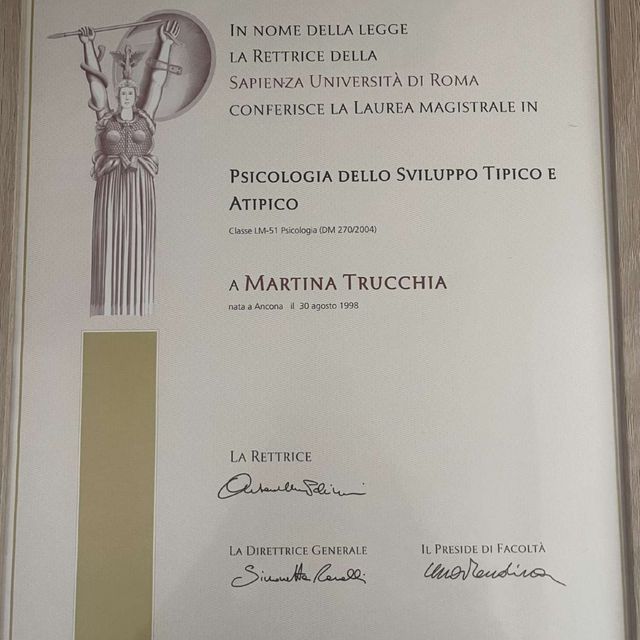 In nome della legge
la Rettrice della
Sapienza Università di Roma
conferisce la Laurea magistrale in
Psicologia dello Sviluppo Tipico e
Atipico
Classe LM-51 Psicologia (DM 270/2004)
a Martina Trucchia
nata a Ancona il 30 agosto 1998
La Rettrice
La Direttrice Generale
Il Preside di Facoltà